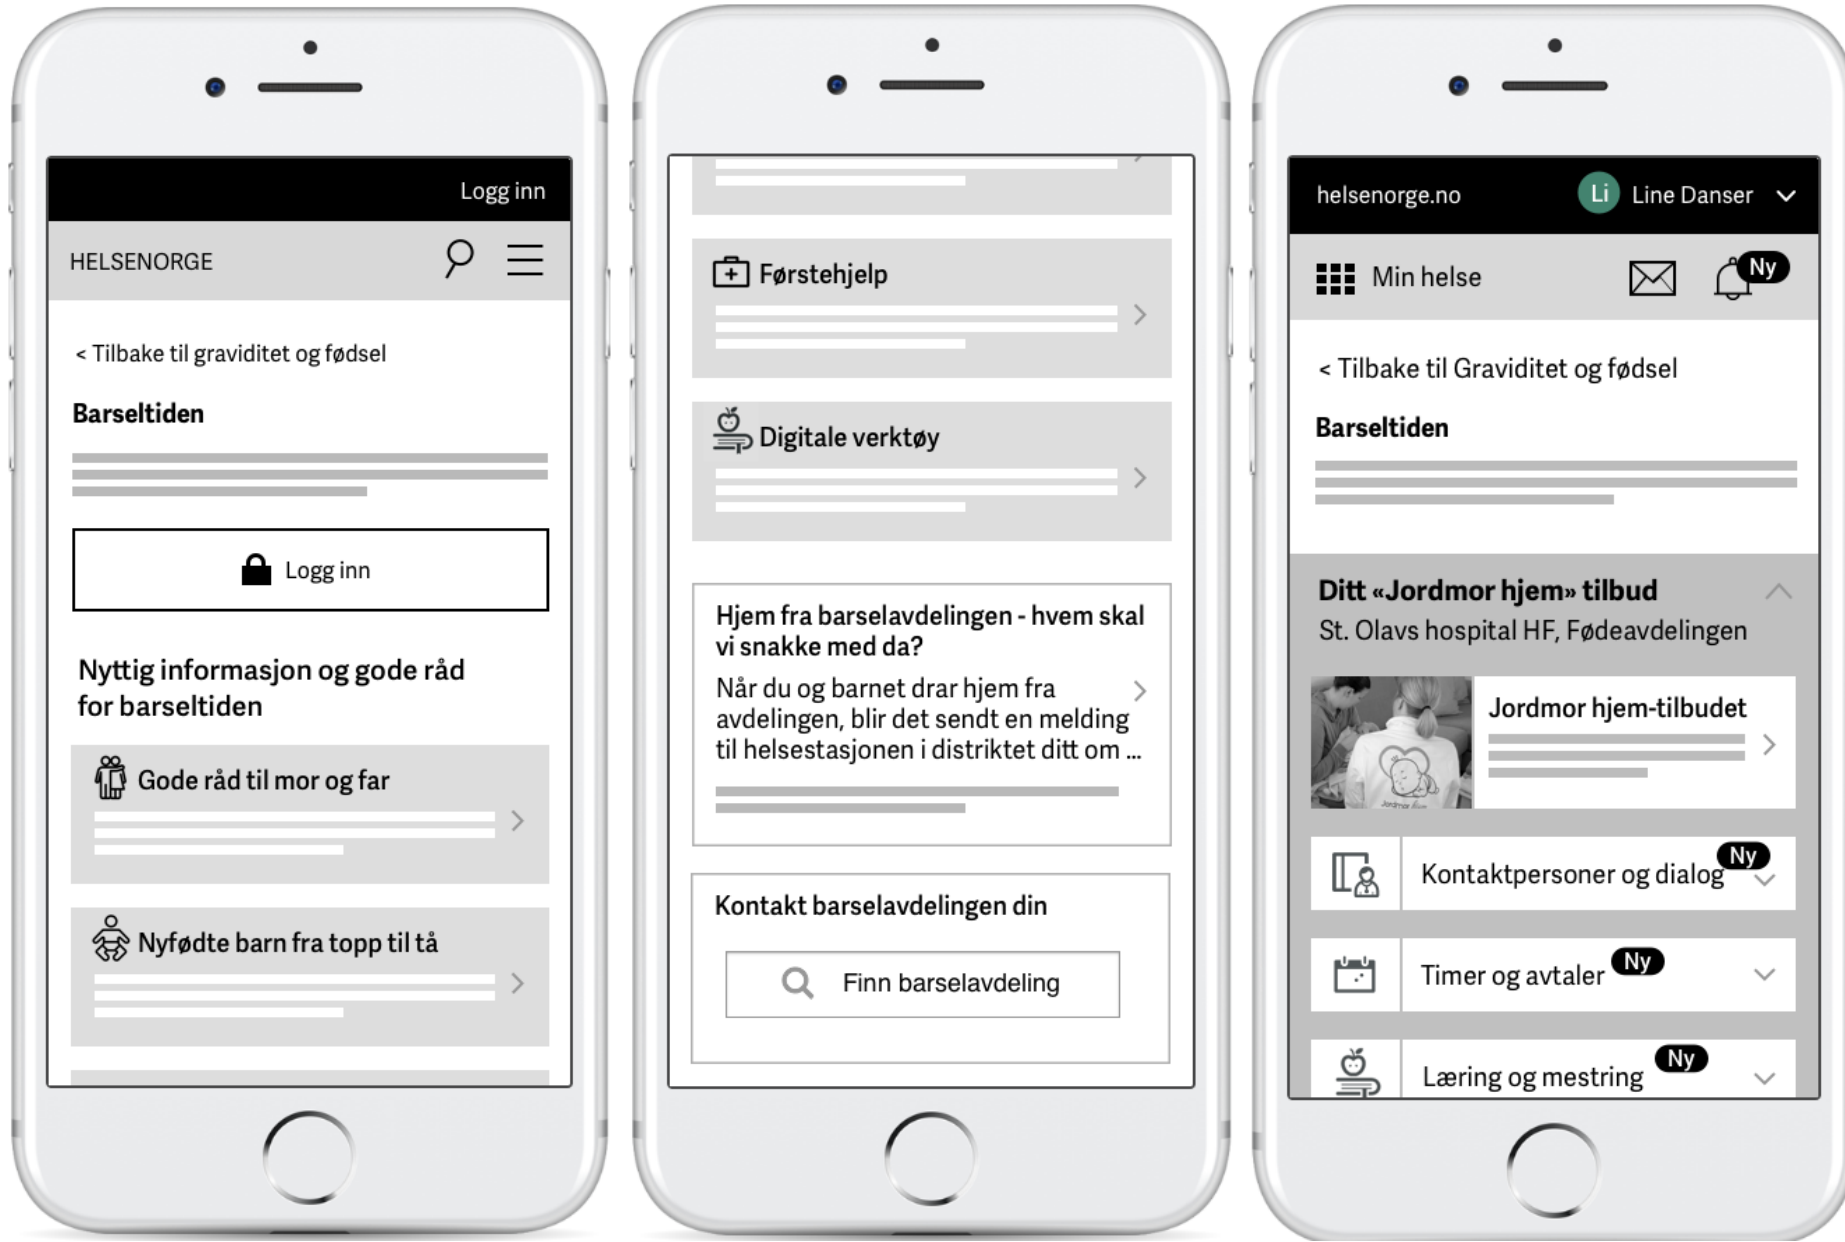 Logg inn
HELSENORGE
< Tilbake til graviditet og fødsel
Barseltiden
Logg inn
Nyttig informasjon og gode råd
for barseltiden
Gode råd til mor og far
Nyfødte barn fra topp til tå
Førstehjelp
Digitale verktøy
Hjem fra barselavdelingen - hvem skal
vi snakke med da?
Når du og barnet drar hjem fra
avdelingen, blir det sendt en melding
til helsestasjonen i distriktet ditt om ...
Kontakt barselavdelingen din
Finn barselavdeling
helsenorge.no
Li Line Danser
Min helse
Ny
< Tilbake til Graviditet og fødsel
Barseltiden
Ditt «Jordmor hjem» tilbud
St. Olavs hospital HF, Fødeavdelingen
Jordmor hjem-tilbudet
Jordmor hjem
Kontaktpersoner og dialog Ny
Timer og avtaler Ny
Læring og mestring Ny